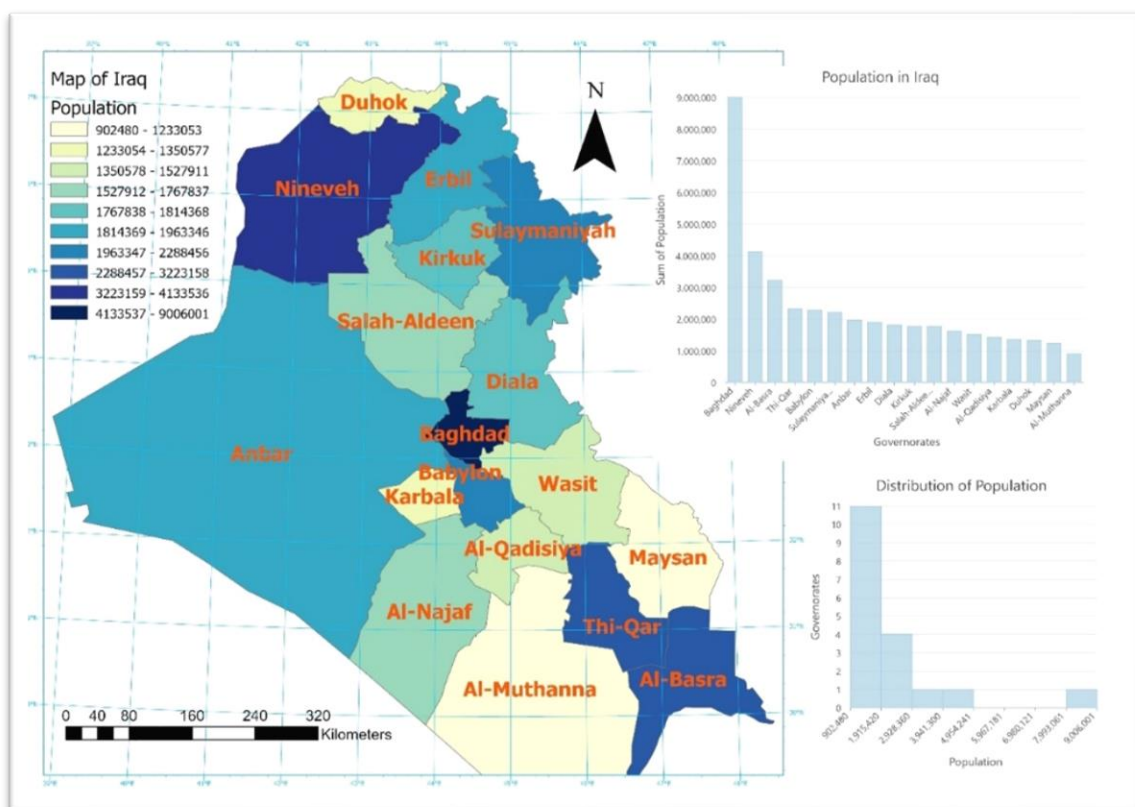 Map of Iraq
Population
902480 - 1233053
1233054 - 1350577
1350578 - 1527911
1527912 - 1767837
1767838 - 1814368
1814369 - 1963346
1963347 - 2288456
2288457 - 3223158
3223159 - 4133536
4133537 - 9006001
N
Duhok
Nineveh
Erbil
Sulaymaniyah
Kirkuk
Salah-Aldeen
Diala
Baghdad
Anbar
Babylon
Karbala
Wasit
Al-Qadisiya
Maysan
Al-Najaf
Thi-Qar
Al-Muthanna
Al-Basra
0 40 80 160 240 320
Kilometers
Population in Iraq
Sum of Population
9,000,000
8,000,000
7,000,000
6,000,000
5,000,000
4,000,000
3,000,000
2,000,000
1,000,000
0
Baghdad
Nineveh
Al-Basra
Thi-Qar
Babylon
Sulaymaniya...
Anbar
Erbil
Diala
Kirkuk
Salah-Aldee...
Al-Najaf
Wasit
Al-Qadisiya
Karbala
Duhok
Maysan
Al-Muthanna
Governorates
Distribution of Population
Governorates
11
10
9
8
7
6
5
4
3
2
1
0
902,480
1,915,420
2,928,360
3,941,300
4,954,241
5,967,181
6,980,121
7,993,061
9,006,001
Population